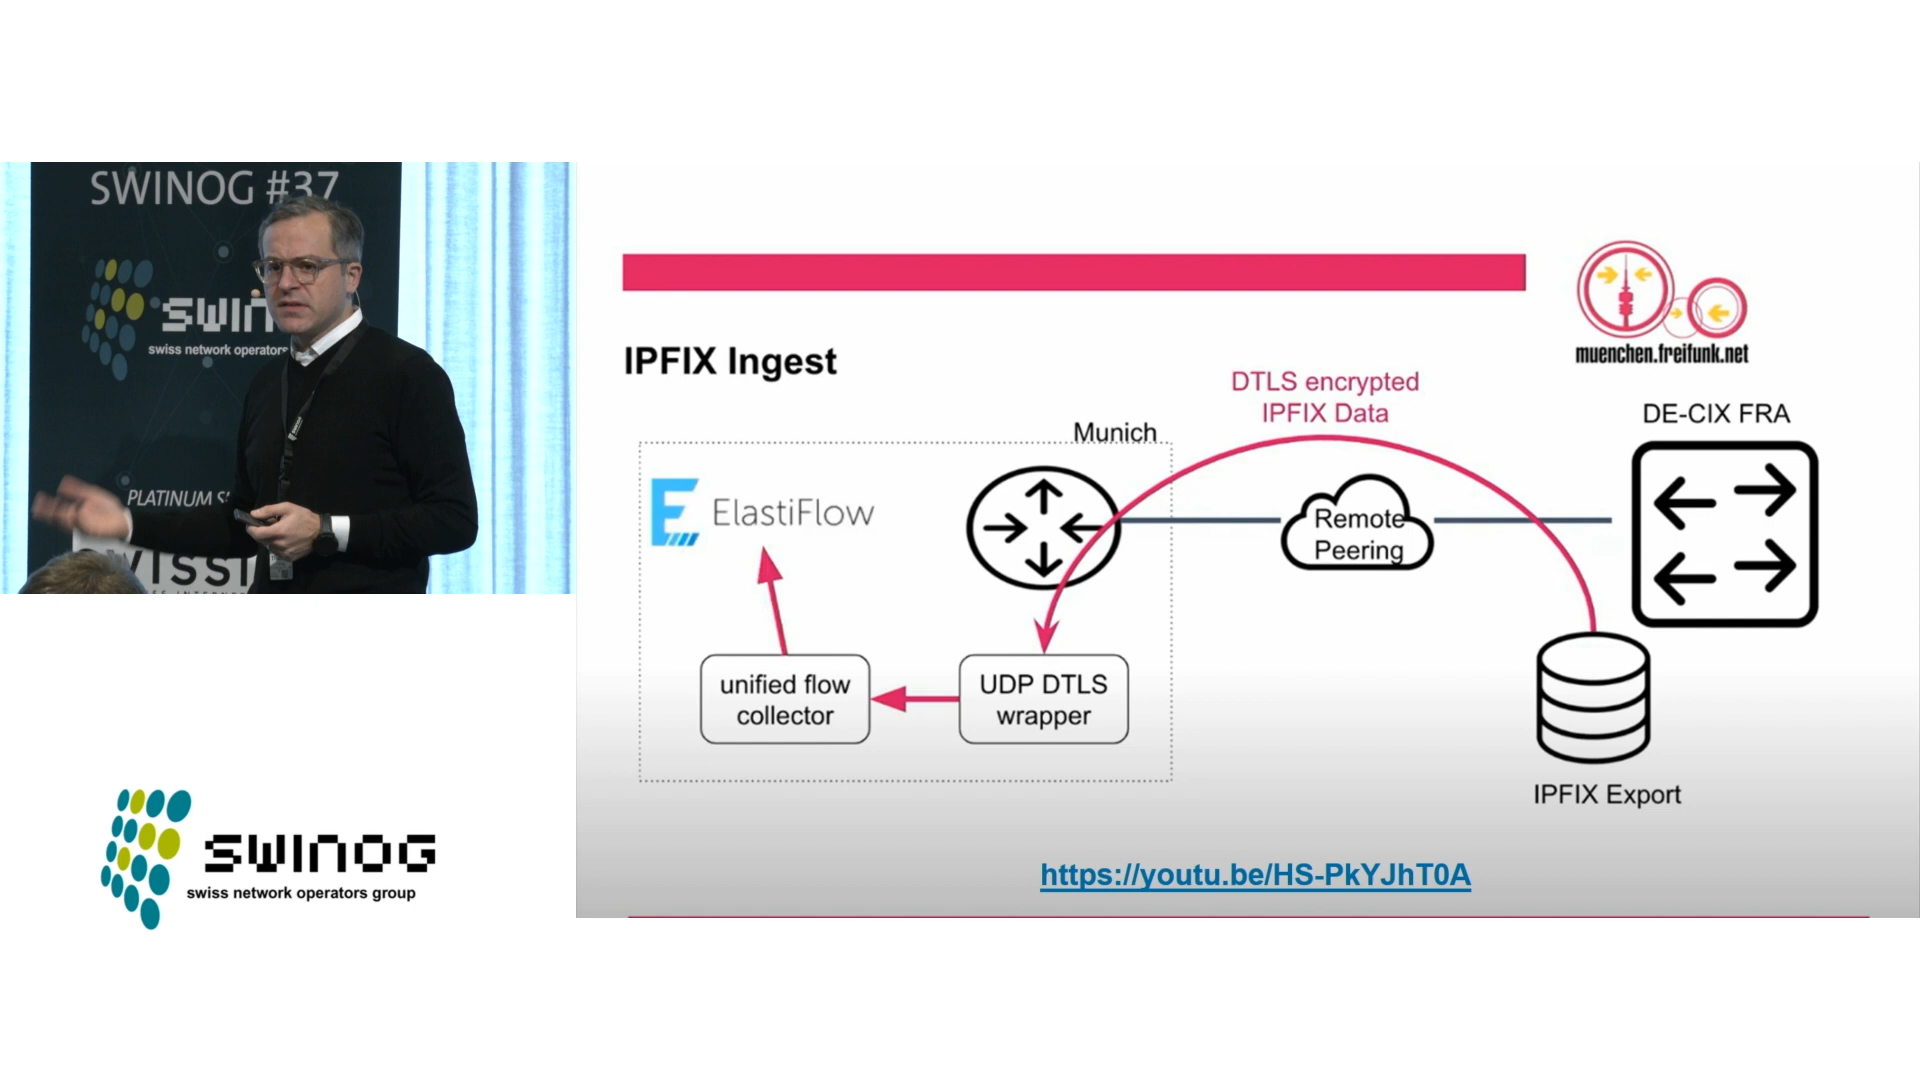 SWINOG #37
swinog
swiss network operators
PLATINUM
IPFIX Ingest
muenchen.freifunk.net
DTLS encrypted
IPFIX Data
DE-CIX FRA
Munich
ElastiFlow
Remote
Peering
unified flow
collector
UDP DTLS
wrapper
IPFIX Export
https://youtu.be/HS-PkYJhT0A
swinog
swiss network operators group